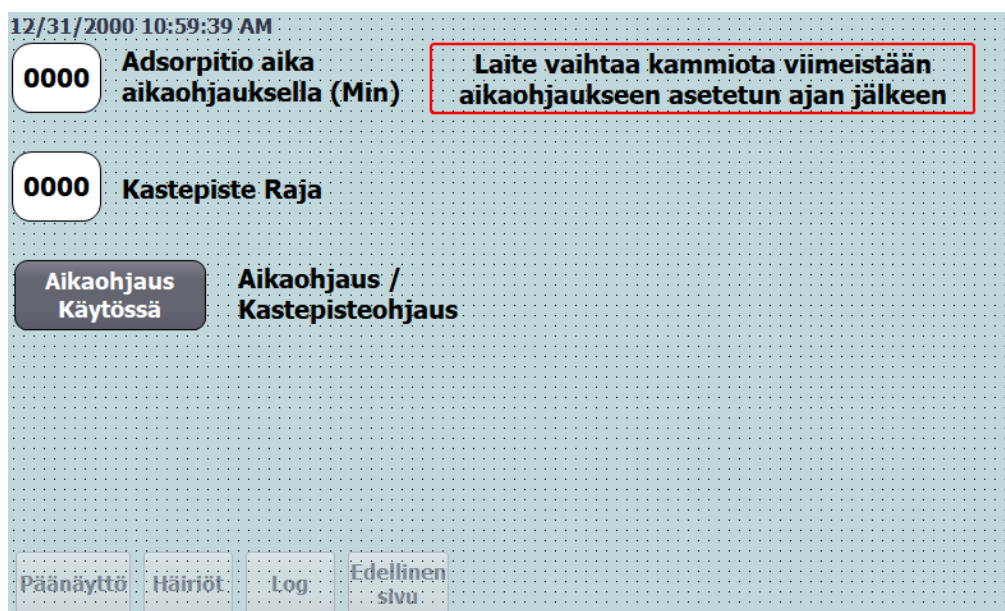 12/31/2000 10:59:39 AM
0000
Adsorpitio aika
aikaohjauksella (Min)
Laite vaihtaa kammiota viimeistään
aikaohjaukseen asetetun ajan jälkeen
0000
Kastepiste Raja
Aikaohjaus
Käytössä
Aikaohjaus /
Kastepisteohjaus
Päänäyttö
Häiriöt
Log
Edellinen
sivu